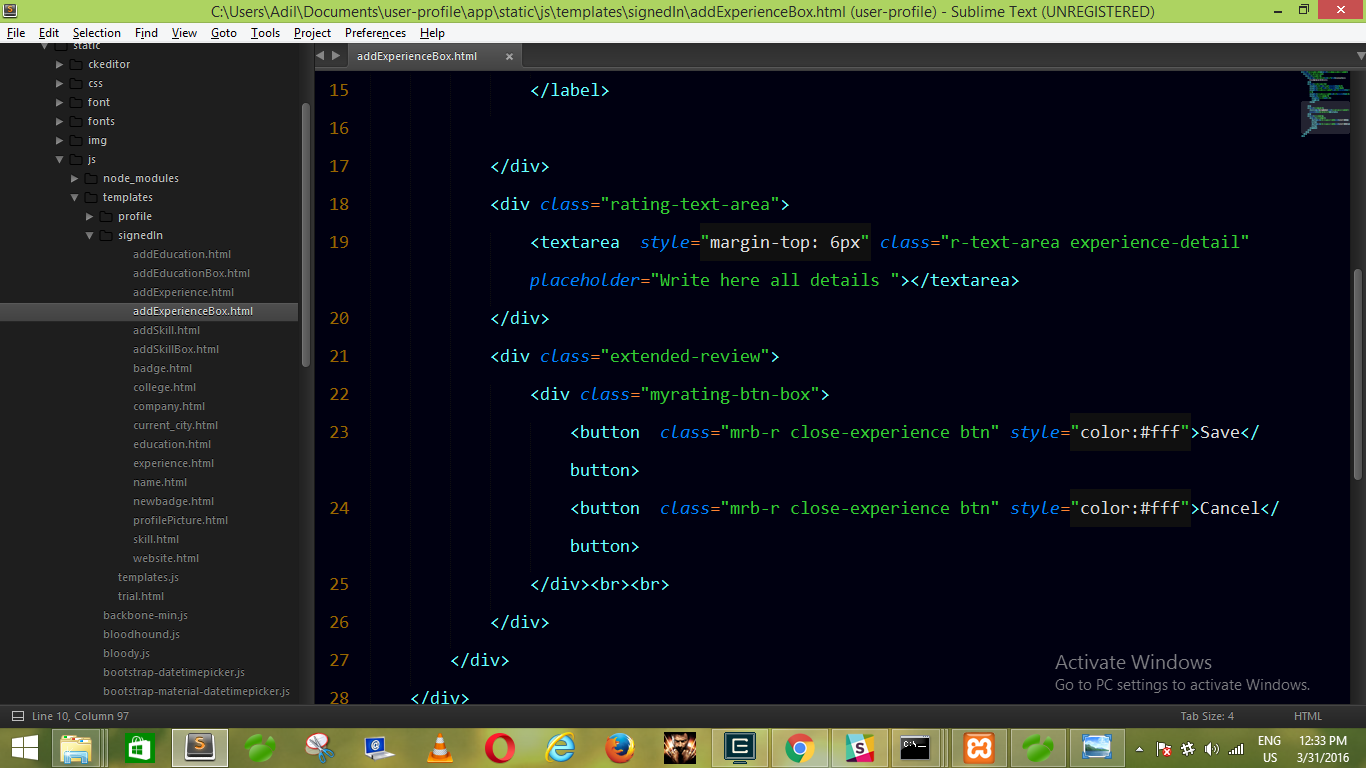 C:\Users\Adil\Documents\user-profile\app\static\js\templates\signedIn\addExperienceBox.html (user-profile) - Sublime Text (UNREGISTERED)
File Edit Selection Find View Goto Tools Project Preferences Help
static
ckeditor
css
font
fonts
img
js
node_modules
templates
profile
signedIn
addEducation.html
addEducationBox.html
addExperience.html
addExperienceBox.html
addSkill.html
addSkillBox.html
badge.html
college.html
company.html
current_city.html
education.html
experience.html
name.html
newbadge.html
profilePicture.html
skill.html
website.html
templates.js
trial.html
backbone-min.js
bloodhound.js
bloody.js
bootstrap-datetimepicker.js
bootstrap-material-datetimepicker.js
addExperienceBox.html
15 </label>
16
17 </div>
18 <div class="rating-text-area">
19 <textarea  style="margin-top: 6px" class="r-text-area experience-detail"
placeholder="Write here all details "></textarea>
20 </div>
21 <div class="extended-review">
22 <div class="myrating-btn-box">
23 <button  class="mrb-r close-experience btn" style="color:#fff">Save</
button>
24 <button  class="mrb-r close-experience btn" style="color:#fff">Cancel</
button>
25 </div><br><br>
26 </div>
27 </div>
28 </div>
Activate Windows
Go to PC settings to activate Windows.
Line 10, Column 97 Tab Size: 4 HTML
ENG 12:33 PM
US 3/31/2016